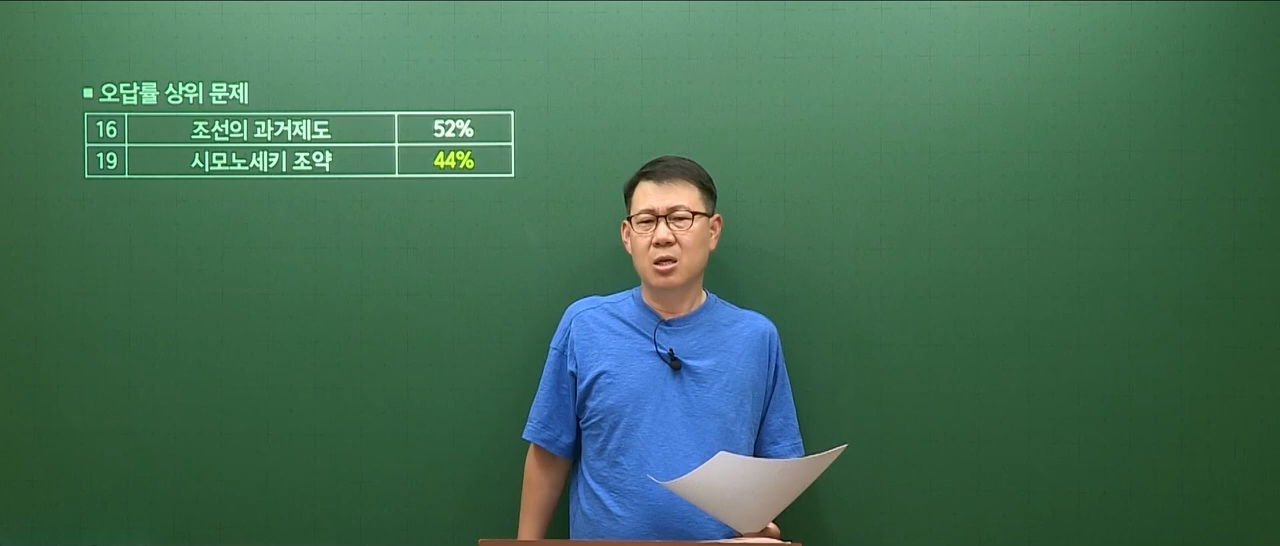 ■ 오답률 상위 문제
16 조선의 과거제도 52%
19 시모노세키 조약 44%